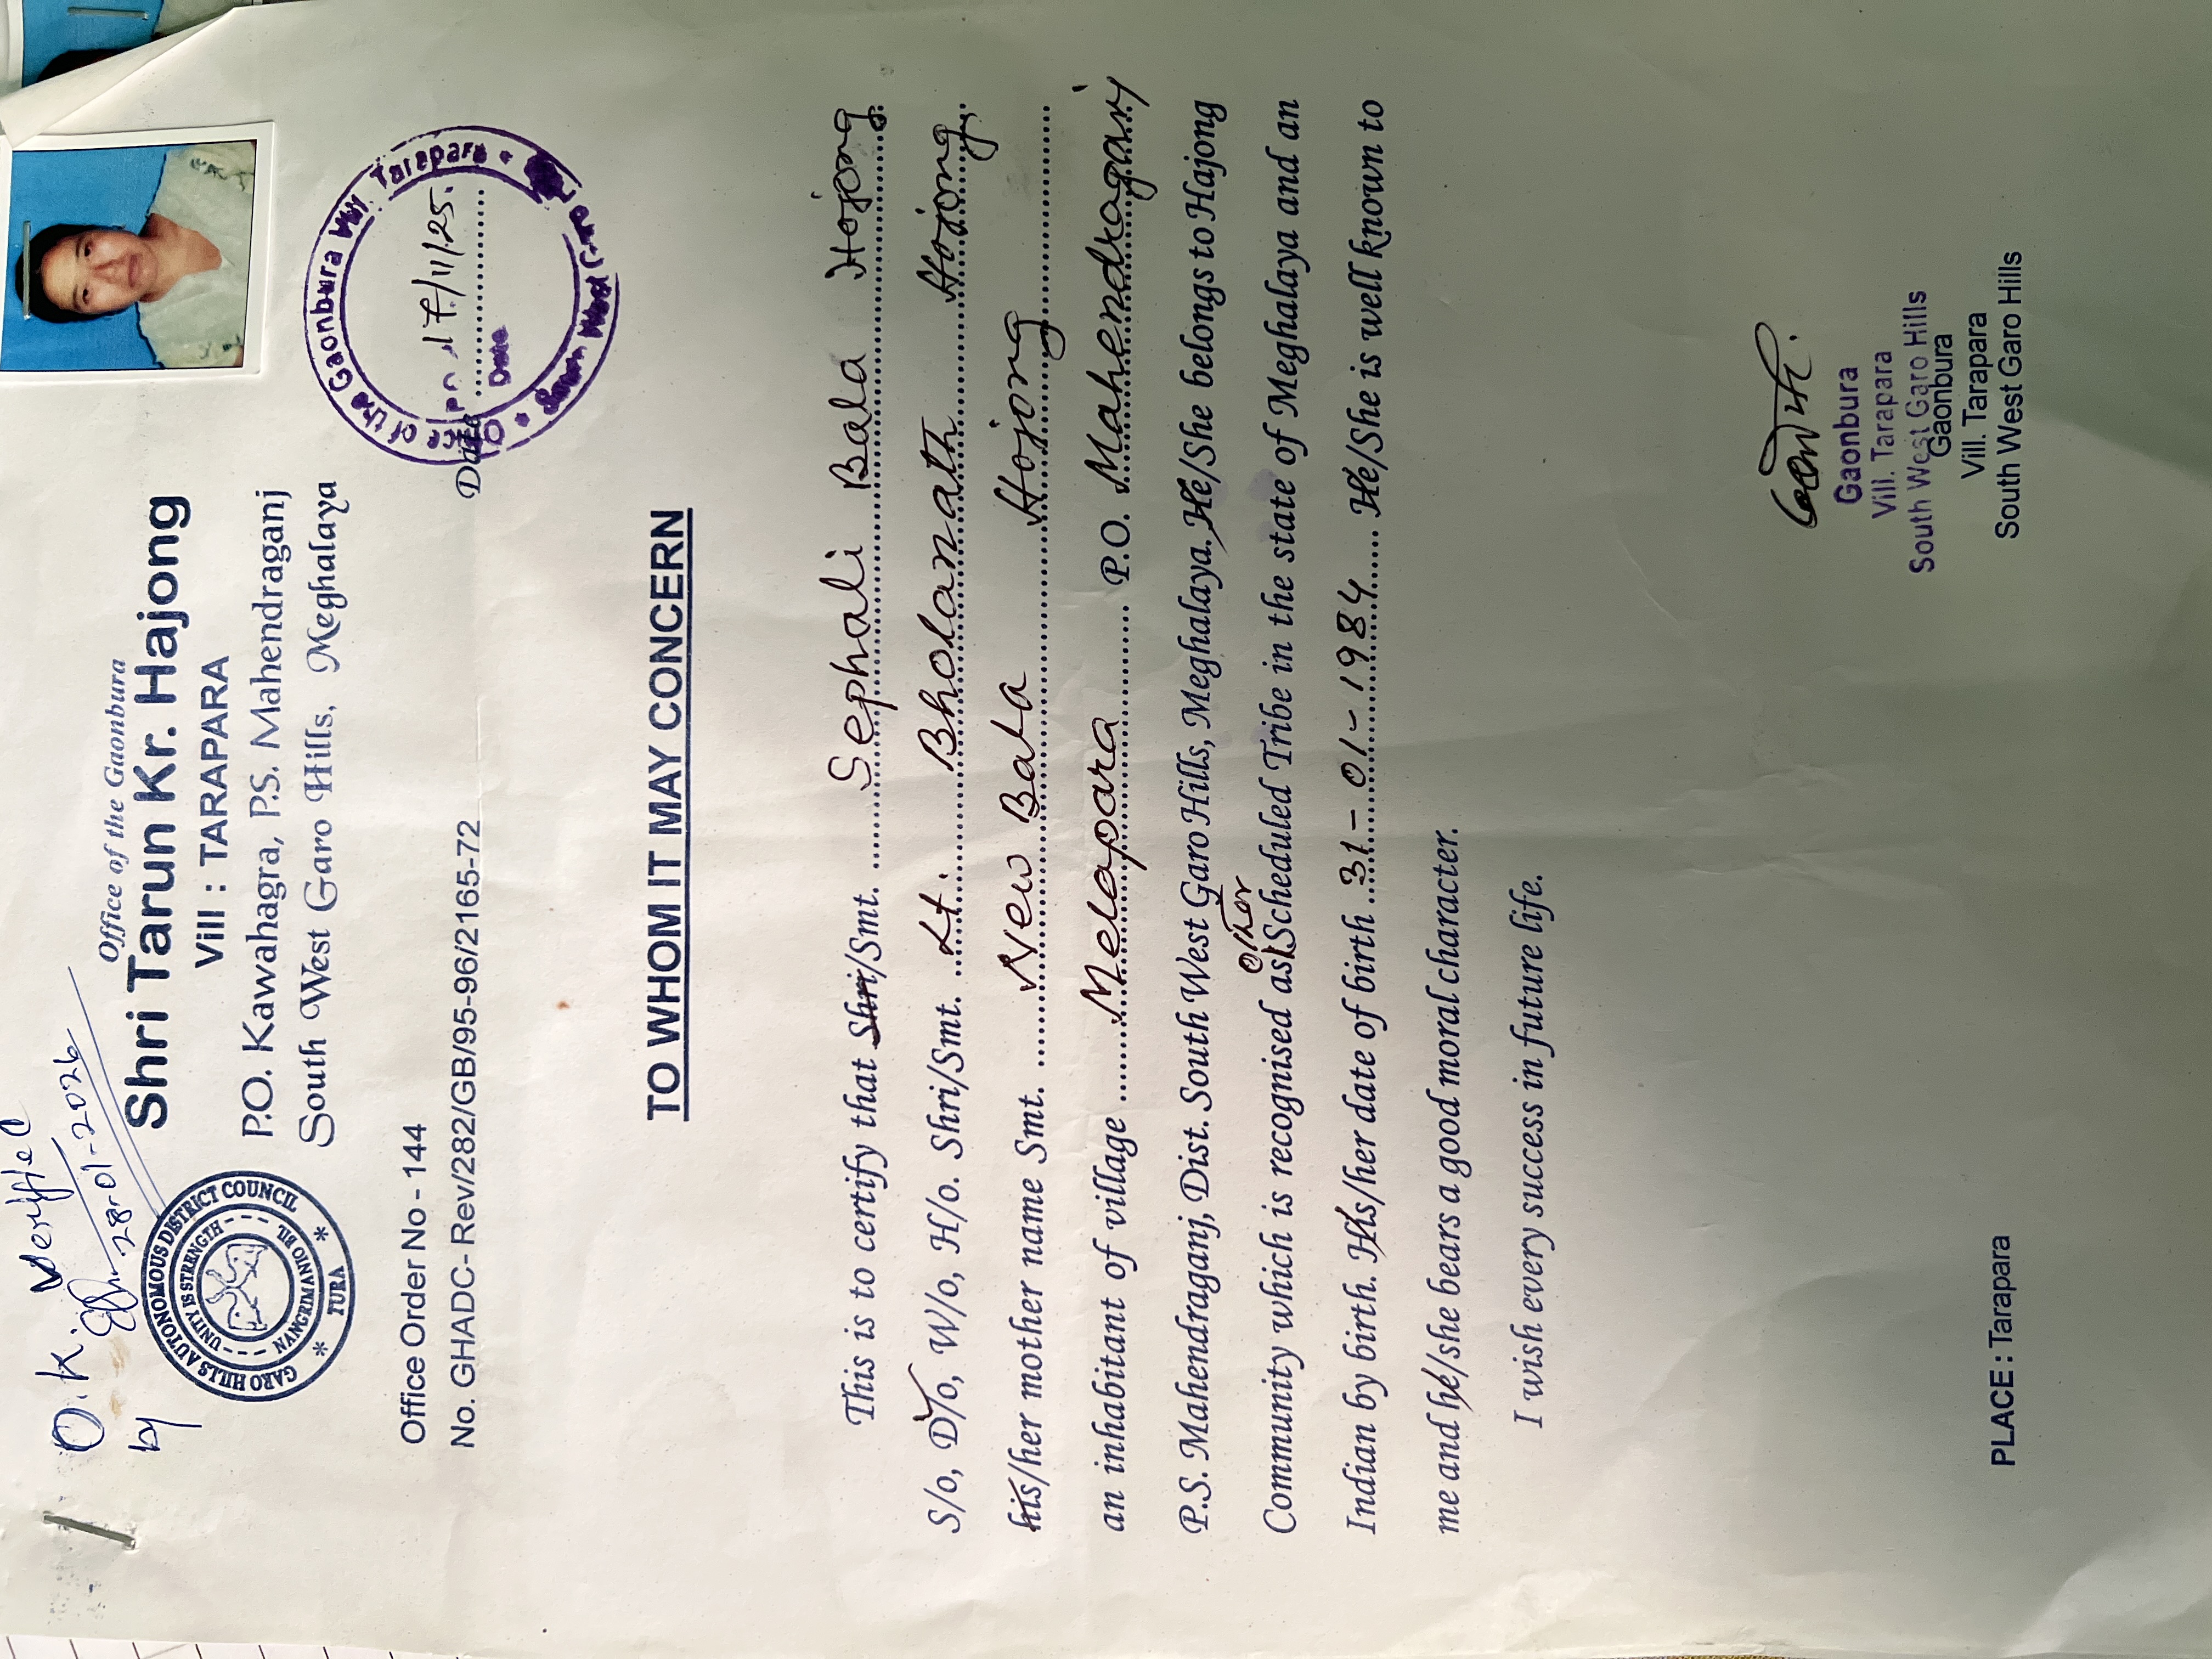 O.K. Verified
by
28-01-2026
GARO HILLS AUTONOMOUS DISTRICT COUNCIL
UNITY IS STRENGTH
NANGRIMANO BIL
* TURA *
Office of the Gaonbura
Shri Tarun Kr. Hajong
Vill : TARAPARA
P.O. Kawahagra, P.S. Mahendraganj
South West Garo Hills, Meghalaya
Office Order No - 144
No. GHADC- Rev/282/GB/95-96/2165-72
Office of the Gaonbura Vill. Tarapara
17/11/25
Date
TO WHOM IT MAY CONCERN
This is to certify that Shri/Smt. Sephali Bala Hojong
S/o, D/o, W/o, H/o. Shri/Smt. Lt. Bholanath Hojong
his/her mother name Smt. New Bala Hojong
an inhabitant of village Melapara P.O. Mahendraganj
P.S. Mahendraganj, Dist. South West Garo Hills, Meghalaya. He/She belongs to Hajong
Community which is recognised as Other Scheduled Tribe in the state of Meghalaya and an
Indian by birth. His/her date of birth 31-01-1984 He/She is well known to
me and he/she bears a good moral character.
I wish every success in future life.
Gaonbura
Vill. Tarapara
South West Garo Hills
Gaonbura
Vill. Tarapara
South West Garo Hills
PLACE : Tarapara